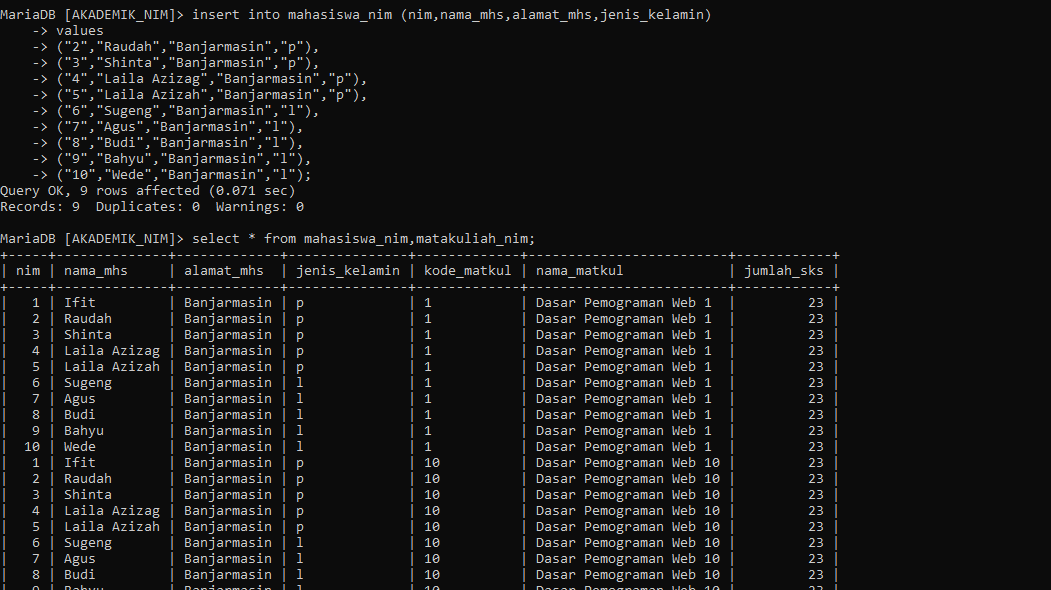 MariaDB [AKADEMIK_NIM]> insert into mahasiswa_nim (nim,nama_mhs,alamat_mhs,jenis_kelamin)
    -> values
    -> ("2","Raudah","Banjarmasin","p"),
    -> ("3","Shinta","Banjarmasin","p"),
    -> ("4","Laila Azizag","Banjarmasin","p"),
    -> ("5","Laila Azizah","Banjarmasin","p"),
    -> ("6","Sugeng","Banjarmasin","l"),
    -> ("7","Agus","Banjarmasin","l"),
    -> ("8","Budi","Banjarmasin","l"),
    -> ("9","Bahyu","Banjarmasin","l"),
    -> ("10","Wede","Banjarmasin","l");
Query OK, 9 rows affected (0.071 sec)
Records: 9  Duplicates: 0  Warnings: 0
MariaDB [AKADEMIK_NIM]> select * from mahasiswa_nim,matakuliah_nim;
+-----+--------------+-------------+---------------+-------------+------------------------+------------+
| nim | nama_mhs     | alamat_mhs  | jenis_kelamin | kode_matkul | nama_matkul             | jumlah_sks |
+-----+--------------+-------------+---------------+-------------+------------------------+------------+
|   1 | Ifit         | Banjarmasin | p             | 1           | Dasar Pemograman Web 1  |         23 |
|   2 | Raudah       | Banjarmasin | p             | 1           | Dasar Pemograman Web 1  |         23 |
|   3 | Shinta       | Banjarmasin | p             | 1           | Dasar Pemograman Web 1  |         23 |
|   4 | Laila Azizag | Banjarmasin | p             | 1           | Dasar Pemograman Web 1  |         23 |
|   5 | Laila Azizah | Banjarmasin | p             | 1           | Dasar Pemograman Web 1  |         23 |
|   6 | Sugeng       | Banjarmasin | l             | 1           | Dasar Pemograman Web 1  |         23 |
|   7 | Agus         | Banjarmasin | l             | 1           | Dasar Pemograman Web 1  |         23 |
|   8 | Budi         | Banjarmasin | l             | 1           | Dasar Pemograman Web 1  |         23 |
|   9 | Bahyu        | Banjarmasin | l             | 1           | Dasar Pemograman Web 1  |         23 |
|  10 | Wede         | Banjarmasin | l             | 1           | Dasar Pemograman Web 1  |         23 |
|   1 | Ifit         | Banjarmasin | p             | 10          | Dasar Pemograman Web 10 |         23 |
|   2 | Raudah       | Banjarmasin | p             | 10          | Dasar Pemograman Web 10 |         23 |
|   3 | Shinta       | Banjarmasin | p             | 10          | Dasar Pemograman Web 10 |         23 |
|   4 | Laila Azizag | Banjarmasin | p             | 10          | Dasar Pemograman Web 10 |         23 |
|   5 | Laila Azizah | Banjarmasin | p             | 10          | Dasar Pemograman Web 10 |         23 |
|   6 | Sugeng       | Banjarmasin | l             | 10          | Dasar Pemograman Web 10 |         23 |
|   7 | Agus         | Banjarmasin | l             | 10          | Dasar Pemograman Web 10 |         23 |
|   8 | Budi         | Banjarmasin | l             | 10          | Dasar Pemograman Web 10 |         23 |